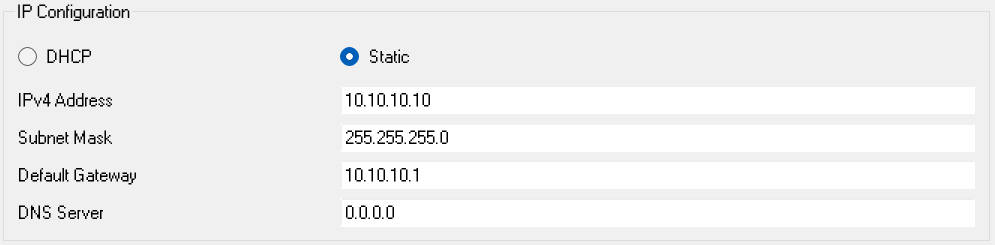 IP Configuration
DHCP Static
IPv4 Address 10.10.10.10
Subnet Mask 255.255.255.0
Default Gateway 10.10.10.1
DNS Server 0.0.0.0